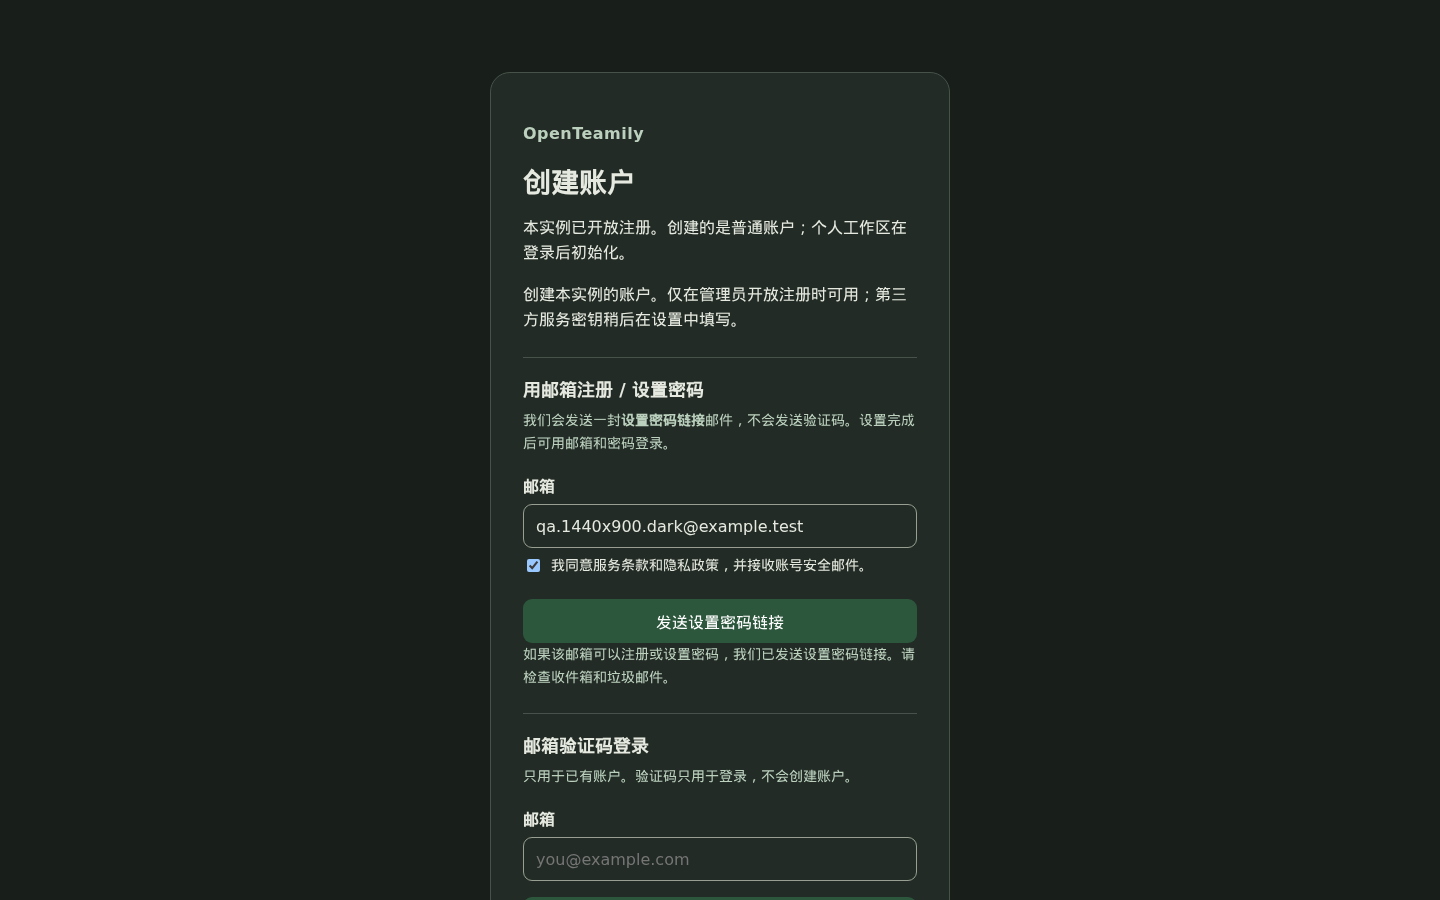 OpenTeamily
创建账户
本实例已开放注册。创建的是普通账户；个人工作区在
登录后初始化。
创建本实例的账户。仅在管理员开放注册时可用；第三
方服务密钥稍后在设置中填写。
用邮箱注册 / 设置密码
我们会发送一封设置密码链接邮件，不会发送验证码。设置完成
后可用邮箱和密码登录。
邮箱
qa.1440x900.dark@example.test
我同意服务条款和隐私政策，并接收账号安全邮件。
发送设置密码链接
如果该邮箱可以注册或设置密码，我们已发送设置密码链接。请
检查收件箱和垃圾邮件。
邮箱验证码登录
只用于已有账户。验证码只用于登录，不会创建账户。
邮箱
you@example.com